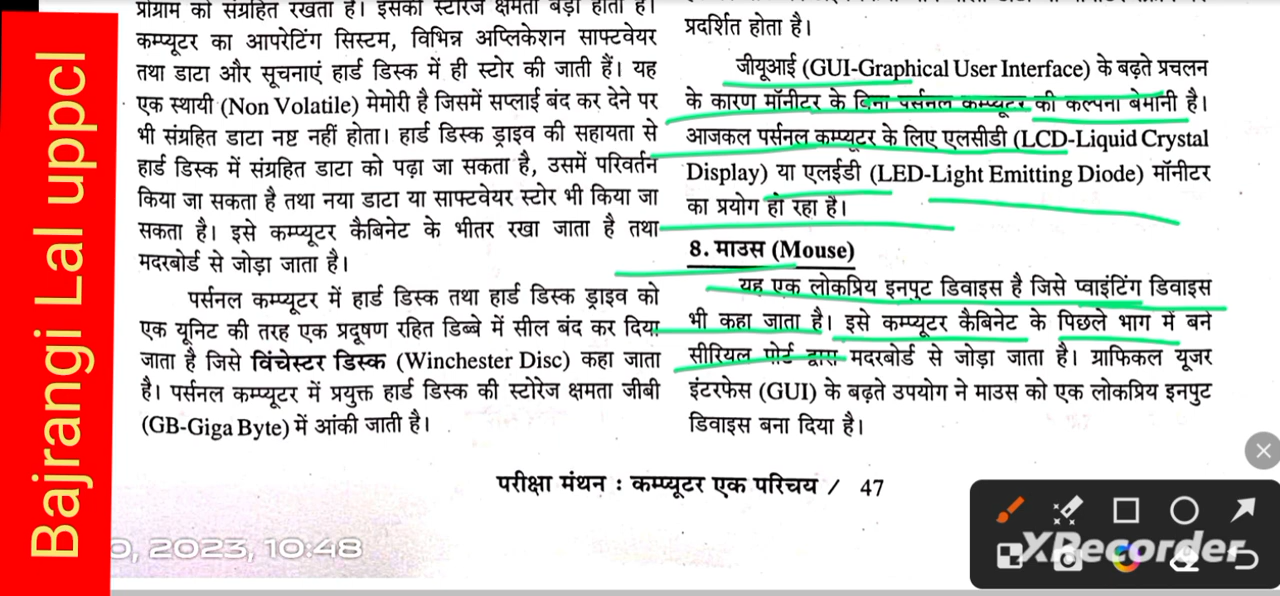 Bajrangi Lal uppcl
प्रोग्राम को संग्रहित रखता है। इसकी स्टोरेज क्षमता बड़ी होती है।
कम्प्यूटर का आपरेटिंग सिस्टम, विभिन्न अप्लिकेशन साफ्टवेयर
तथा डाटा और सूचनाएं हार्ड डिस्क में ही स्टोर की जाती हैं। यह
एक स्थायी (Non Volatile) मेमोरी है जिसमें सप्लाई बंद कर देने पर
भी संग्रहित डाटा नष्ट नहीं होता। हार्ड डिस्क ड्राइव की सहायता से
हार्ड डिस्क में संग्रहित डाटा को पढ़ा जा सकता है, उसमें परिवर्तन
किया जा सकता है तथा नया डाटा या साफ्टवेयर स्टोर भी किया जा
सकता है। इसे कम्प्यूटर कैबिनेट के भीतर रखा जाता है तथा
मदरबोर्ड से जोड़ा जाता है।
पर्सनल कम्प्यूटर में हार्ड डिस्क तथा हार्ड डिस्क ड्राइव को
एक यूनिट की तरह एक प्रदूषण रहित डिब्बे में सील बंद कर दिया
जाता है जिसे विंचेस्टर डिस्क (Winchester Disc) कहा जाता
है। पर्सनल कम्प्यूटर में प्रयुक्त हार्ड डिस्क की स्टोरेज क्षमता जीबी
(GB-Giga Byte) में आंकी जाती है।
प्रदर्शित होता है।
जीयूआई (GUI-Graphical User Interface) के बढ़ते प्रचलन
के कारण मॉनीटर के बिना पर्सनल कम्प्यूटर की कल्पना बेमानी है।
आजकल पर्सनल कम्प्यूटर के लिए एलसीडी (LCD-Liquid Crystal
Display) या एलईडी (LED-Light Emitting Diode) मॉनीटर
का प्रयोग हो रहा है।
8. माउस (Mouse)
यह एक लोकप्रिय इनपुट डिवाइस है जिसे प्वाइंटिंग डिवाइस
भी कहा जाता है। इसे कम्प्यूटर कैबिनेट के पिछले भाग में बने
सीरियल पोर्ट द्वारा मदरबोर्ड से जोड़ा जाता है। ग्राफिकल यूजर
इंटरफेस (GUI) के बढ़ते उपयोग ने माउस को एक लोकप्रिय इनपुट
डिवाइस बना दिया है।
परीक्षा मंथन : कम्प्यूटर एक परिचय / 47
0, 2023, 10:48
XRecorder